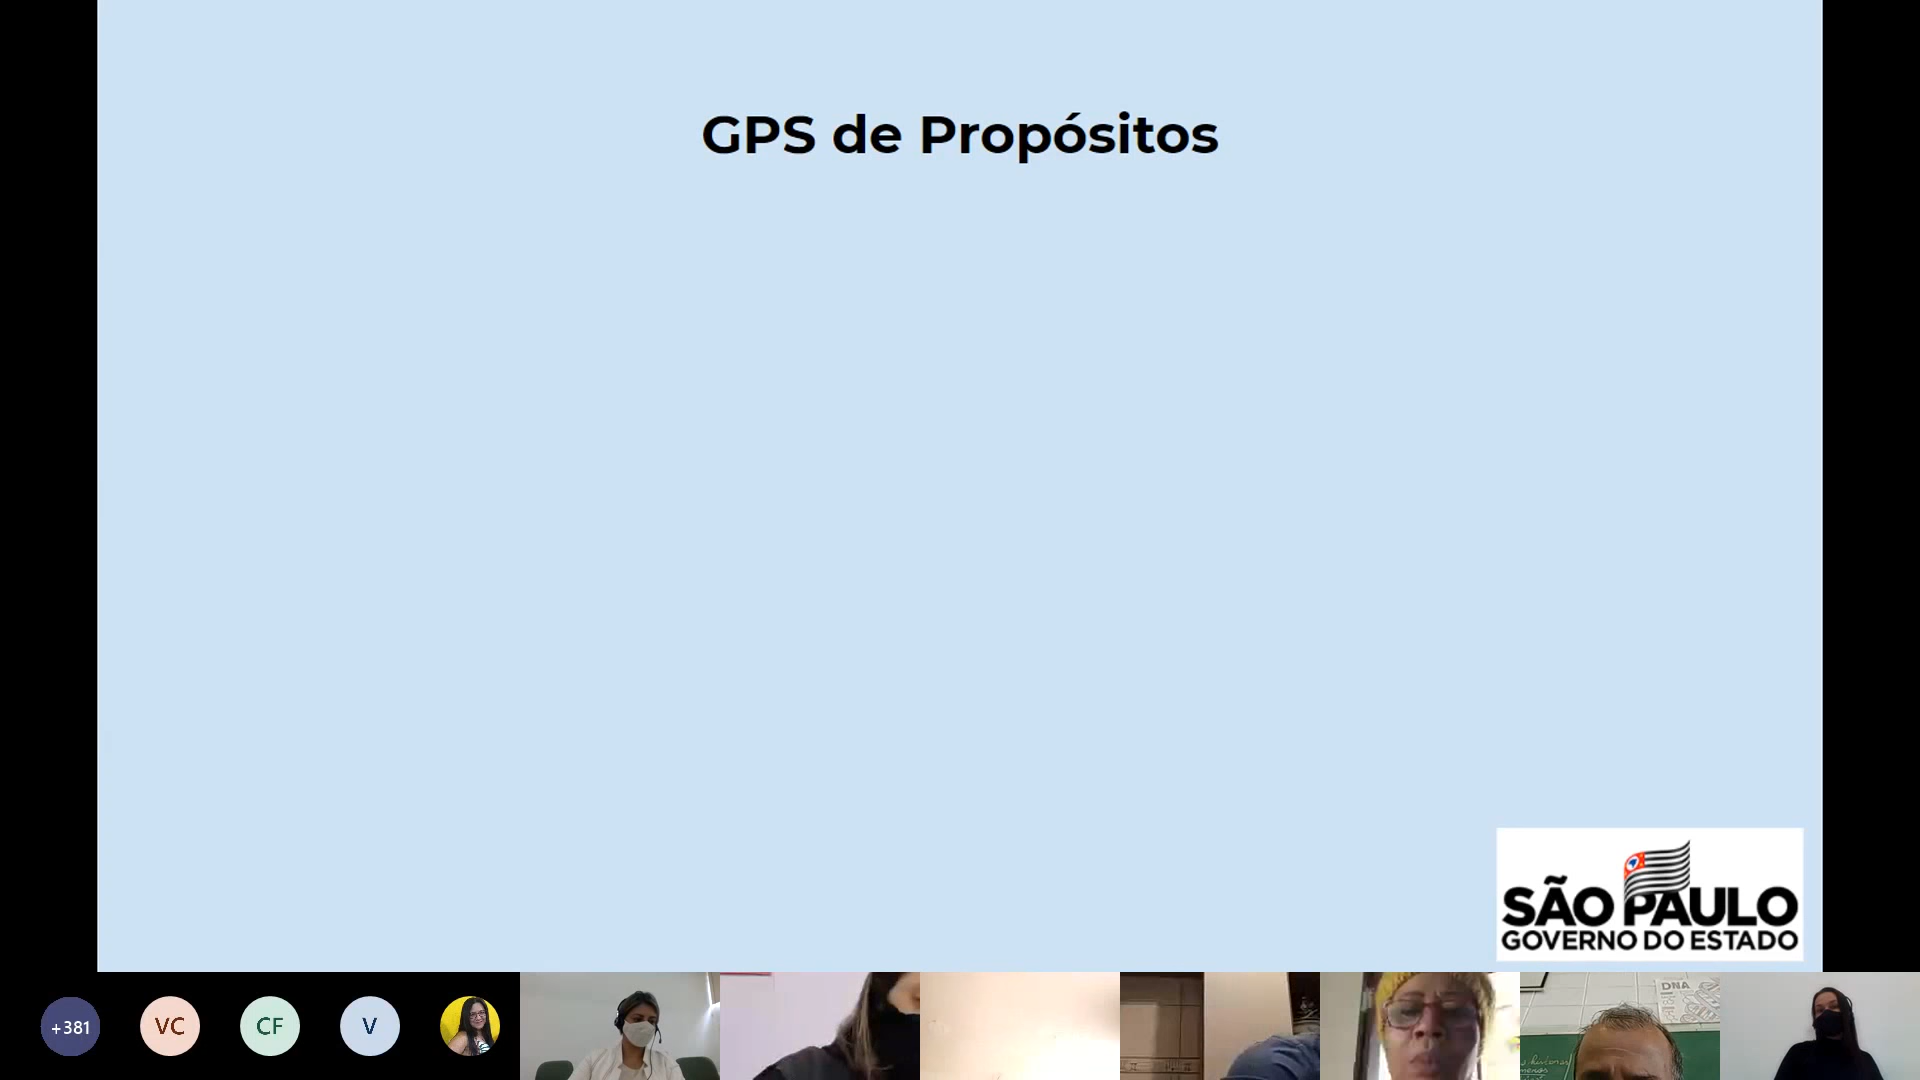 GPS de Propósitos
SÃO PAULO
GOVERNO DO ESTADO
+381
VC
CF
V
DNA